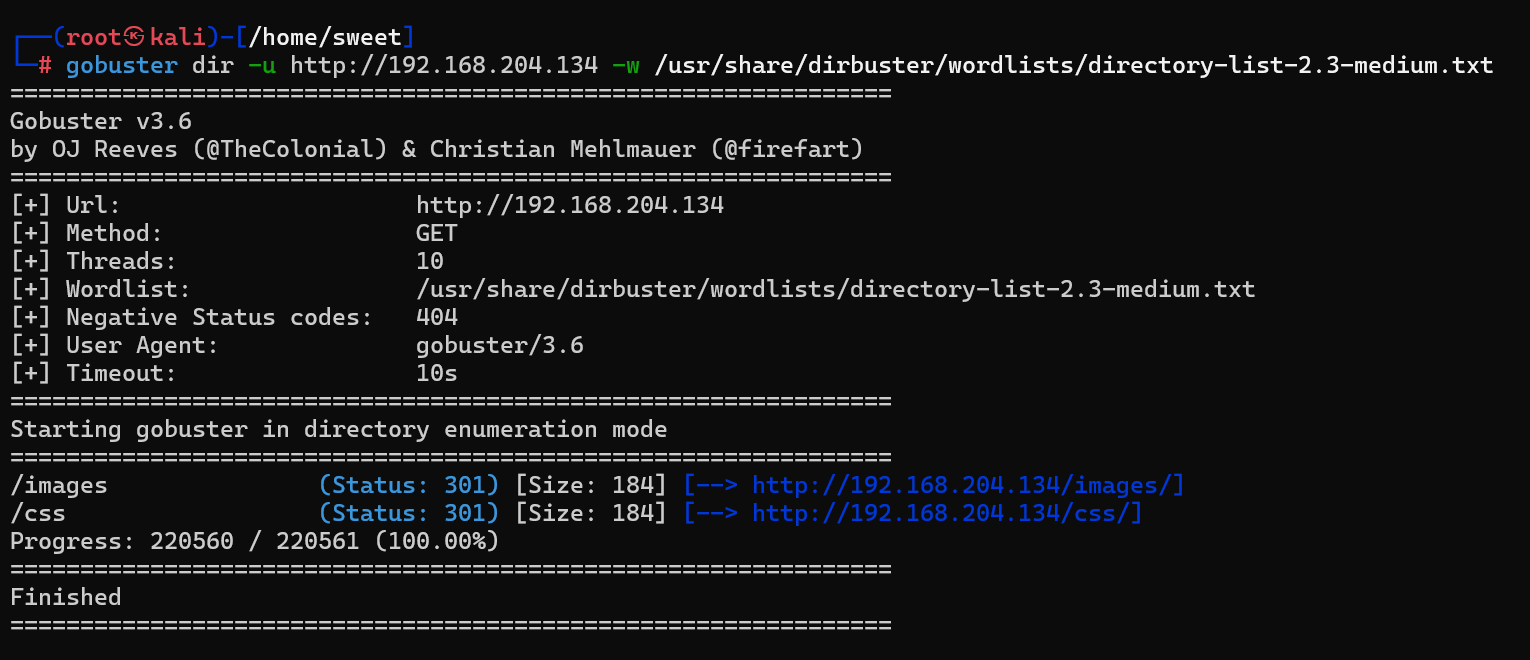 ┌──(root㉿kali)-[/home/sweet]
└─# gobuster dir -u http://192.168.204.134 -w /usr/share/dirbuster/wordlists/directory-list-2.3-medium.txt
===============================================================
Gobuster v3.6
by OJ Reeves (@TheColonial) & Christian Mehlmauer (@firefart)
===============================================================
[+] Url:                     http://192.168.204.134
[+] Method:                  GET
[+] Threads:                 10
[+] Wordlist:                /usr/share/dirbuster/wordlists/directory-list-2.3-medium.txt
[+] Negative Status codes:   404
[+] User Agent:              gobuster/3.6
[+] Timeout:                 10s
===============================================================
Starting gobuster in directory enumeration mode
===============================================================
/images               (Status: 301) [Size: 184] [--> http://192.168.204.134/images/]
/css                  (Status: 301) [Size: 184] [--> http://192.168.204.134/css/]
Progress: 220560 / 220561 (100.00%)
===============================================================
Finished
===============================================================